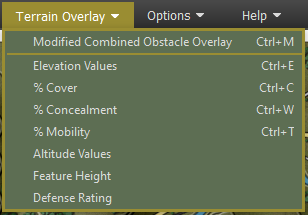 Terrain Overlay Options Help
Modified Combined Obstacle Overlay Ctrl+M
Elevation Values Ctrl+E
% Cover Ctrl+C
% Concealment Ctrl+W
% Mobility Ctrl+T
Altitude Values
Feature Height
Defense Rating